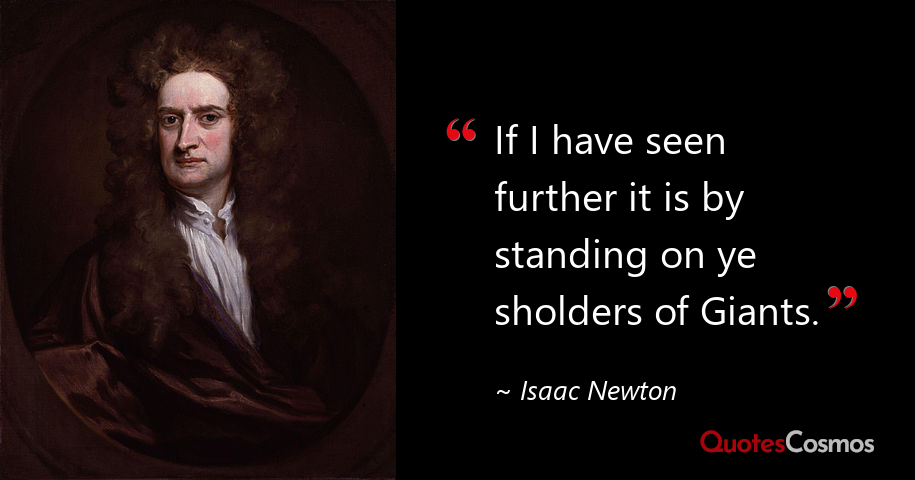 “ If I have seen
further it is by
standing on ye
sholders of Giants. ”
~ Isaac Newton
QuotesCosmos